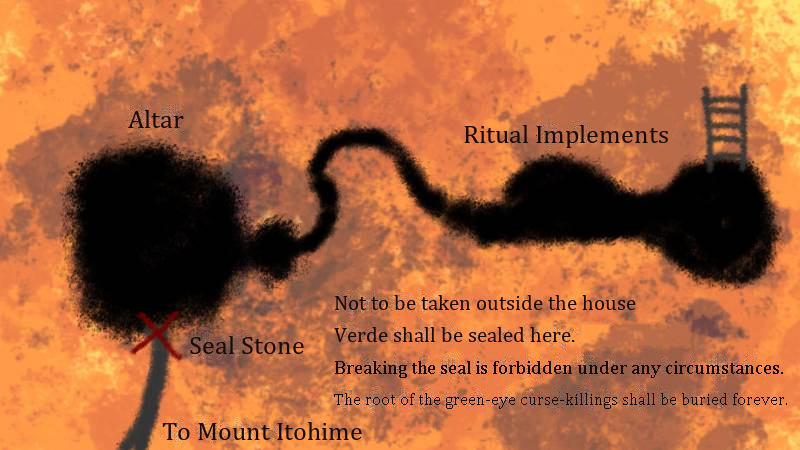 Altar
Ritual Implements
Not to be taken outside the house
Verde shall be sealed here.
Seal Stone
Breaking the seal is forbidden under any circumstances.
The root of the green-eye curse-killings shall be buried forever.
To Mount Itohime